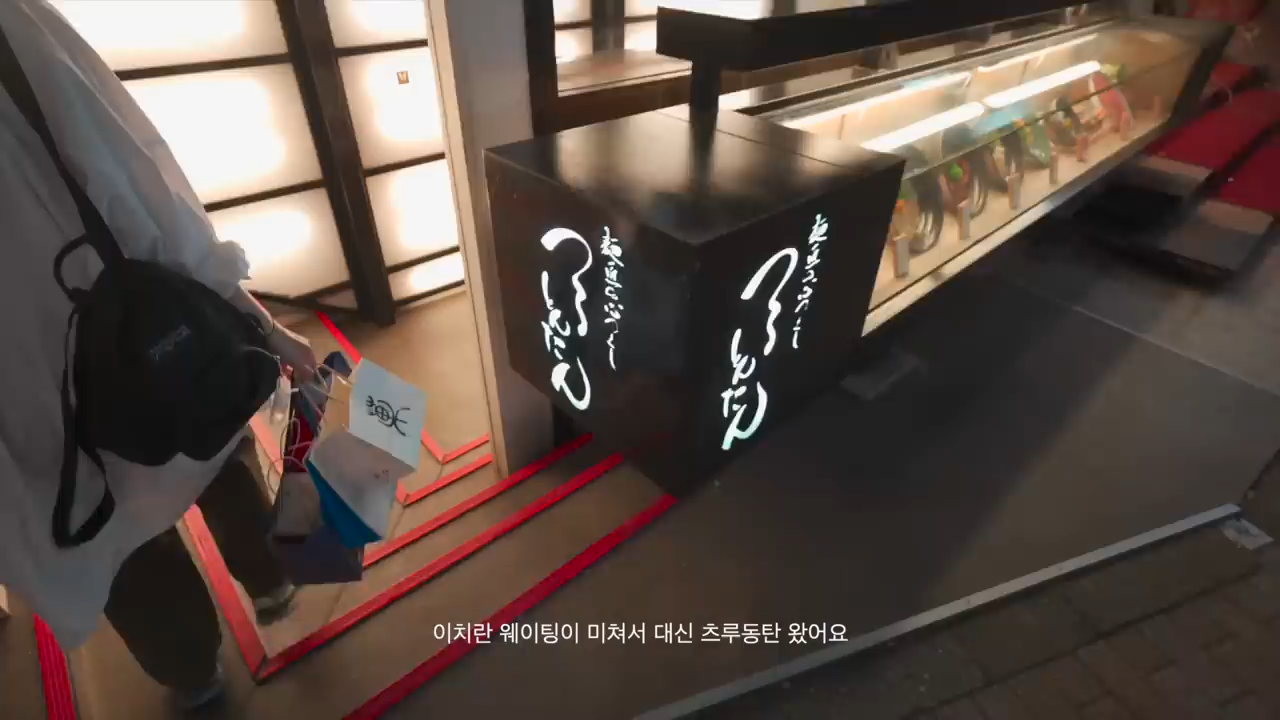 麺匠の心つくし
つるとんたん
麺匠の心つくし
つるとんたん
이치란 웨이팅이 미쳐서 대신 츠루동탄 왔어요